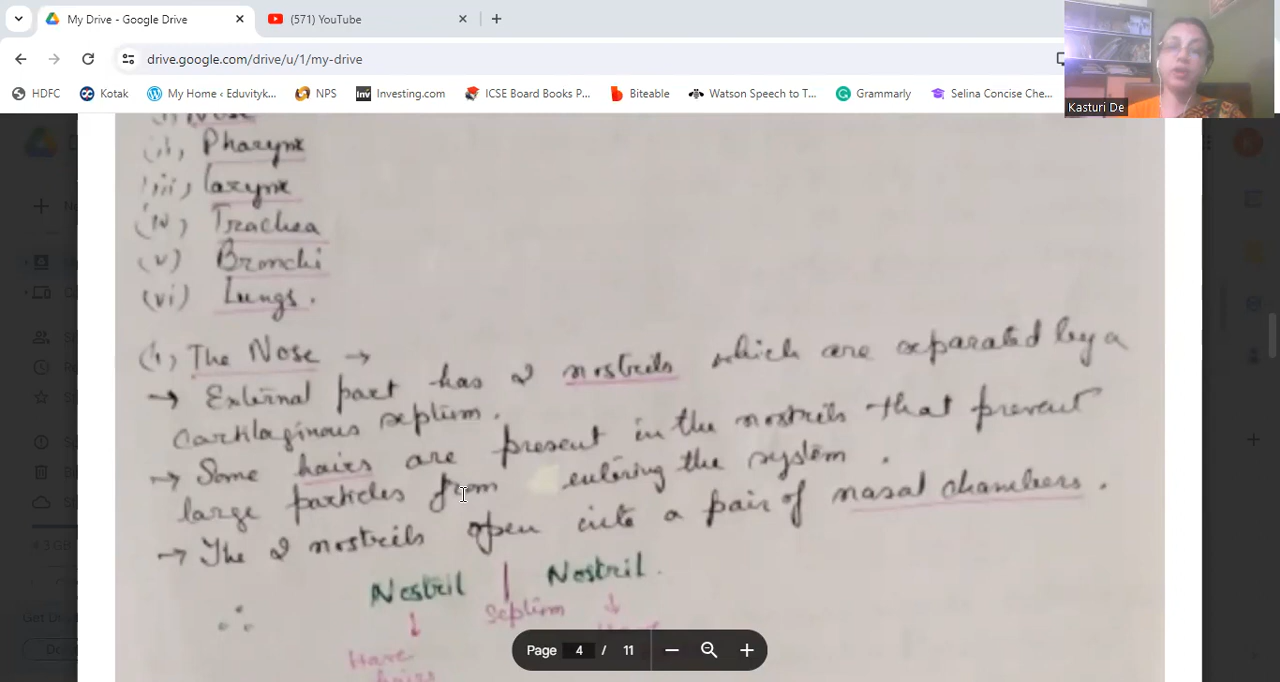 My Drive - Google Drive
(571) YouTube
drive.google.com/drive/u/1/my-drive
HDFC
Kotak
My Home ‹ Eduvityk...
NPS
Investing.com
ICSE Board Books P...
Biteable
Watson Speech to T...
Grammarly
Selina Concise Che...
Kasturi De
(i) Nose
(ii) Pharynx
(iii) Larynx
(iv) Trachea
(v) Bronchi
(vi) Lungs.
(1) The Nose →
→ External part has 2 nostrils which are separated by a
cartilaginous septum.
→ Some hairs are present in the nostrils that prevent
large particles from entering the system.
→ The 2 nostrils open into a pair of nasal chambers.
Nostril | Nostril.
Septum
Have
hairs
Page 4 / 11